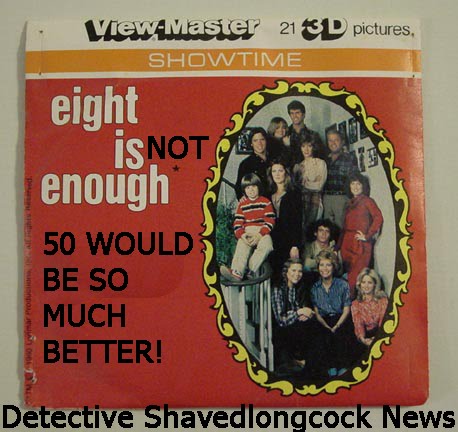 View-Master 21 3D pictures.
SHOWTIME
eight
is NOT
enough*
50 WOULD
BE SO
MUCH
BETTER!
Detective Shavedlongcock News